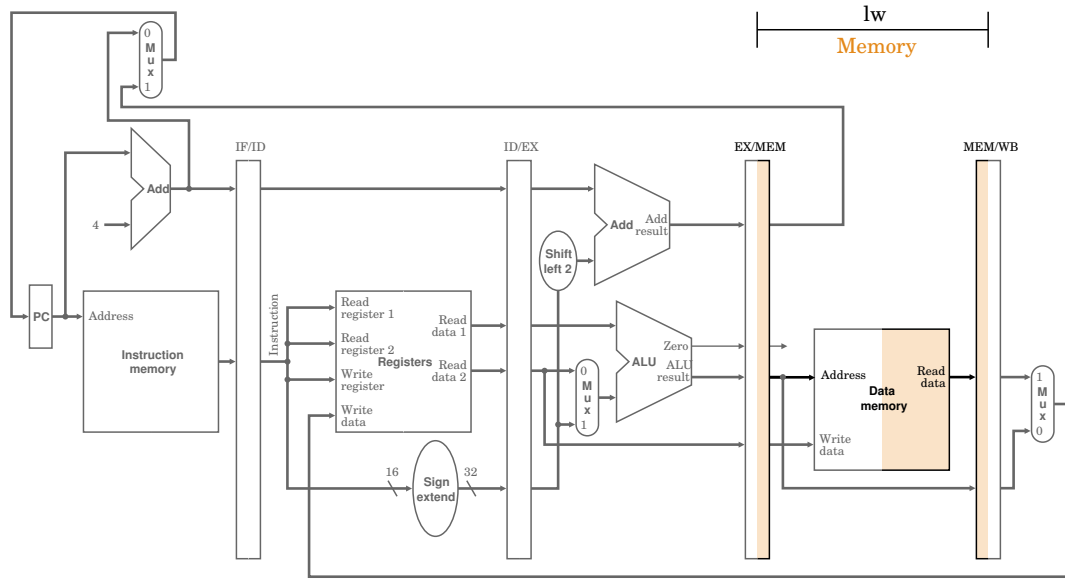 lw
Memory
0
M
u
x
1
IF/ID
ID/EX
EX/MEM
MEM/WB
Add
4
Add
Add
result
Shift
left 2
PC
Address
Instruction
memory
Instruction
Read
register 1
Read
register 2
Write
register
Write
data
Registers
Read
data 1
Read
data 2
0
M
u
x
1
ALU
Zero
ALU
result
Address
Write
data
Data
memory
Read
data
1
M
u
x
0
16
Sign
extend
32